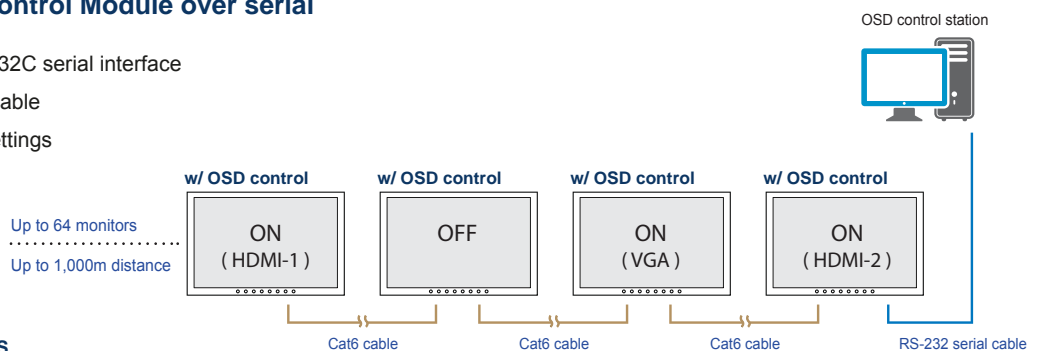 ontrol Module over serial
OSD control station
32C serial interface
able
ettings
w/ OSD control
w/ OSD control
w/ OSD control
w/ OSD control
Up to 64 monitors
Up to 1,000m distance
ON
( HDMI-1 )
OFF
ON
( VGA )
ON
( HDMI-2 )
Cat6 cable
Cat6 cable
Cat6 cable
RS-232 serial cable
s